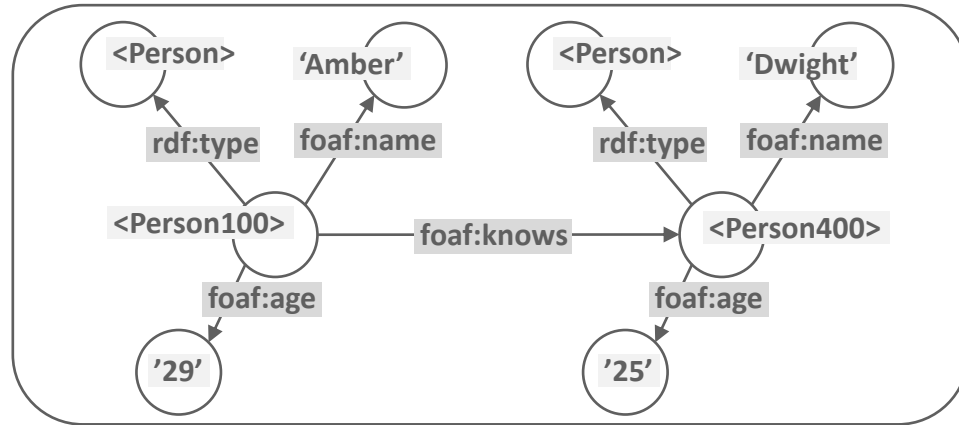 <Person>
‘Amber’
<Person>
‘Dwight’
rdf:type
foaf:name
rdf:type
foaf:name
<Person100>
foaf:knows
<Person400>
foaf:age
foaf:age
’29’
’25’